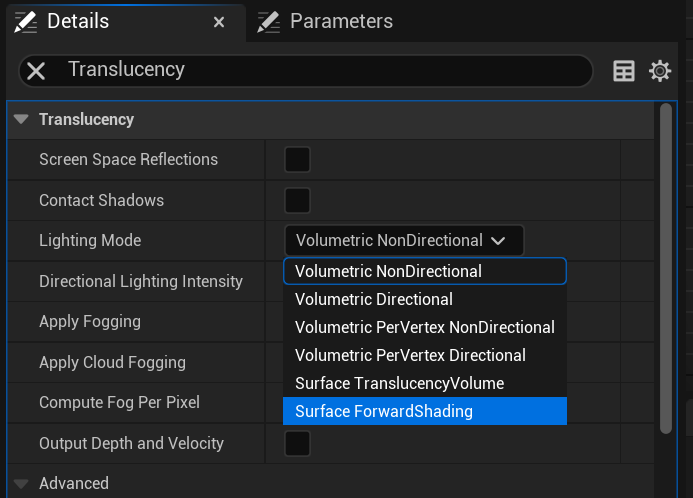 Details
Parameters
Translucency
Translucency
Screen Space Reflections
Contact Shadows
Lighting Mode
Volumetric NonDirectional
Directional Lighting Intensity
Apply Fogging
Apply Cloud Fogging
Compute Fog Per Pixel
Output Depth and Velocity
Volumetric NonDirectional
Volumetric Directional
Volumetric PerVertex NonDirectional
Volumetric PerVertex Directional
Surface TranslucencyVolume
Surface ForwardShading
Advanced